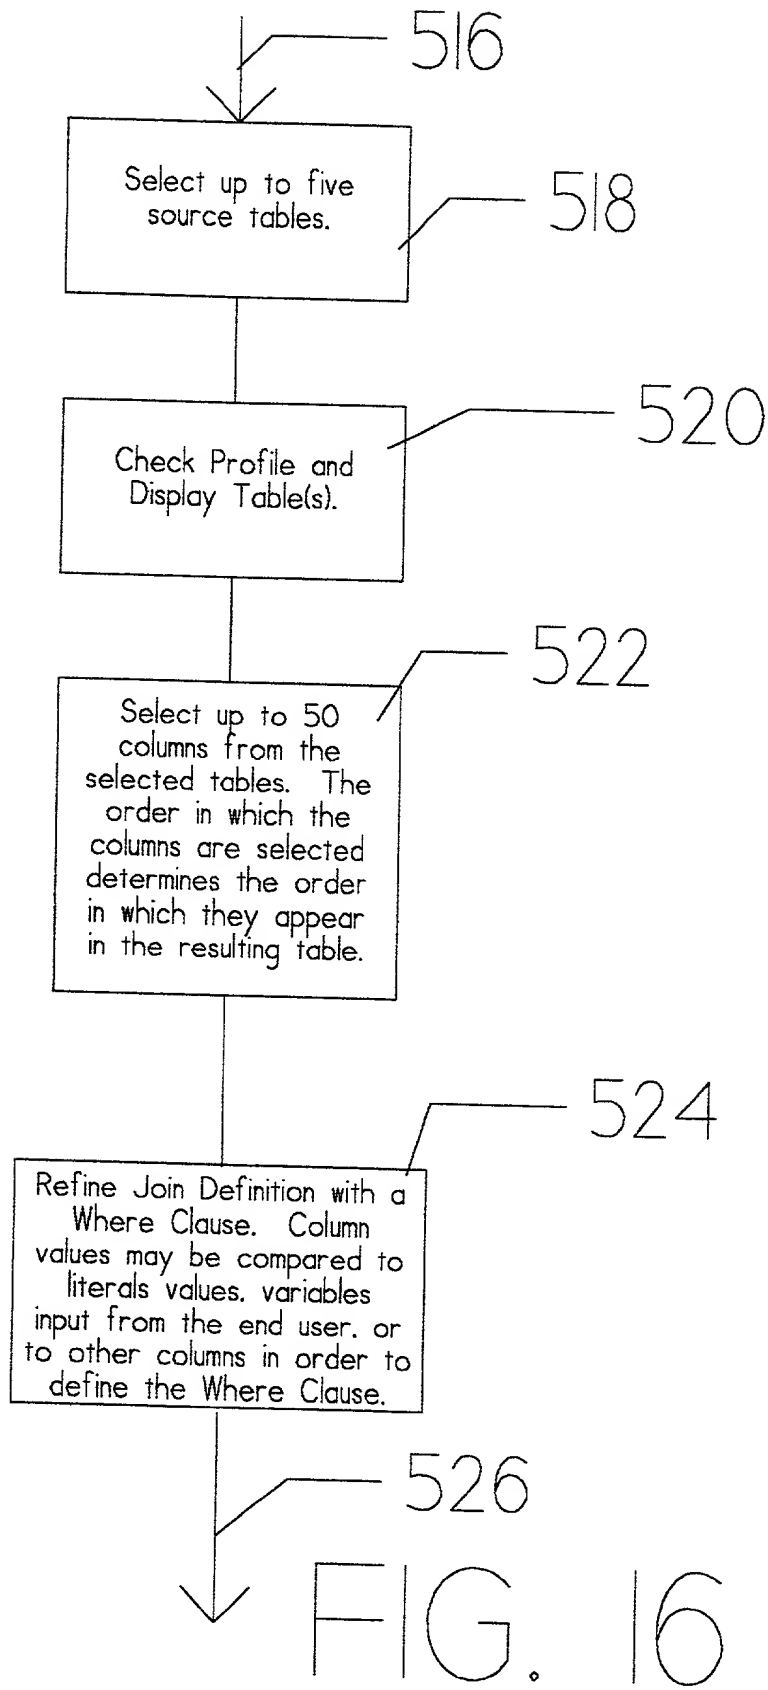 516
Select up to five
source tables.
518
520
Check Profile and
Display Table(s).
522
Select up to 50
columns from the
selected tables. The
order in which the
columns are selected
determines the order
in which they appear
in the resulting table.
524
Refine Join Definition with a
Where Clause. Column
values may be compared to
literals values. variables
input from the end user. or
to other columns in order to
define the Where Clause.
526
FIG. 16